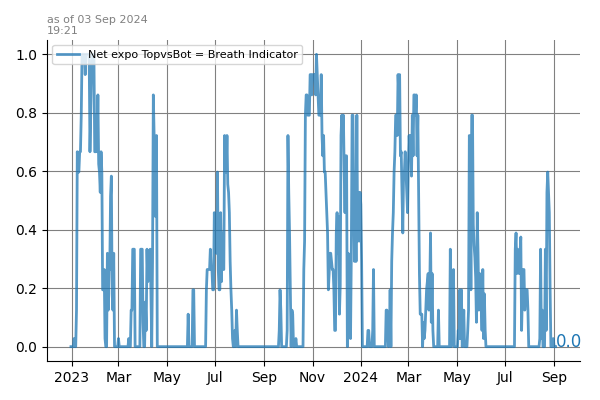 as of 03 Sep 2024
19:21
Net expo TopvsBot = Breath Indicator
1.0
0.8
0.6
0.4
0.2
0.0
0.0
2023 Mar May Jul Sep Nov 2024 Mar May Jul Sep